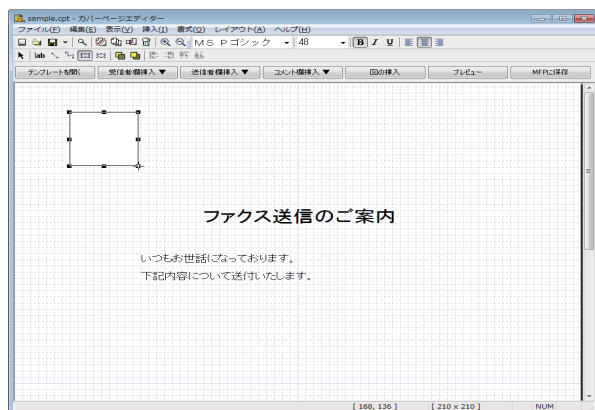 sample.cpt - カバーページエディター
ファイル(F) 編集(E) 表示(V) 挿入(I) 書式(O) レイアウト(A) ヘルプ(H)
ＭＳ Ｐゴシック 48 B I U
lab
テンプレートを開く 受信者欄挿入 ▼ 送信者欄挿入 ▼ コメント欄挿入 ▼ 図の挿入 プレビュー MFPに保存
ファクス送信のご案内
いつもお世話になっております。
下記内容について送付いたします。
[ 168, 136 ] [ 210 x 210 ] NUM